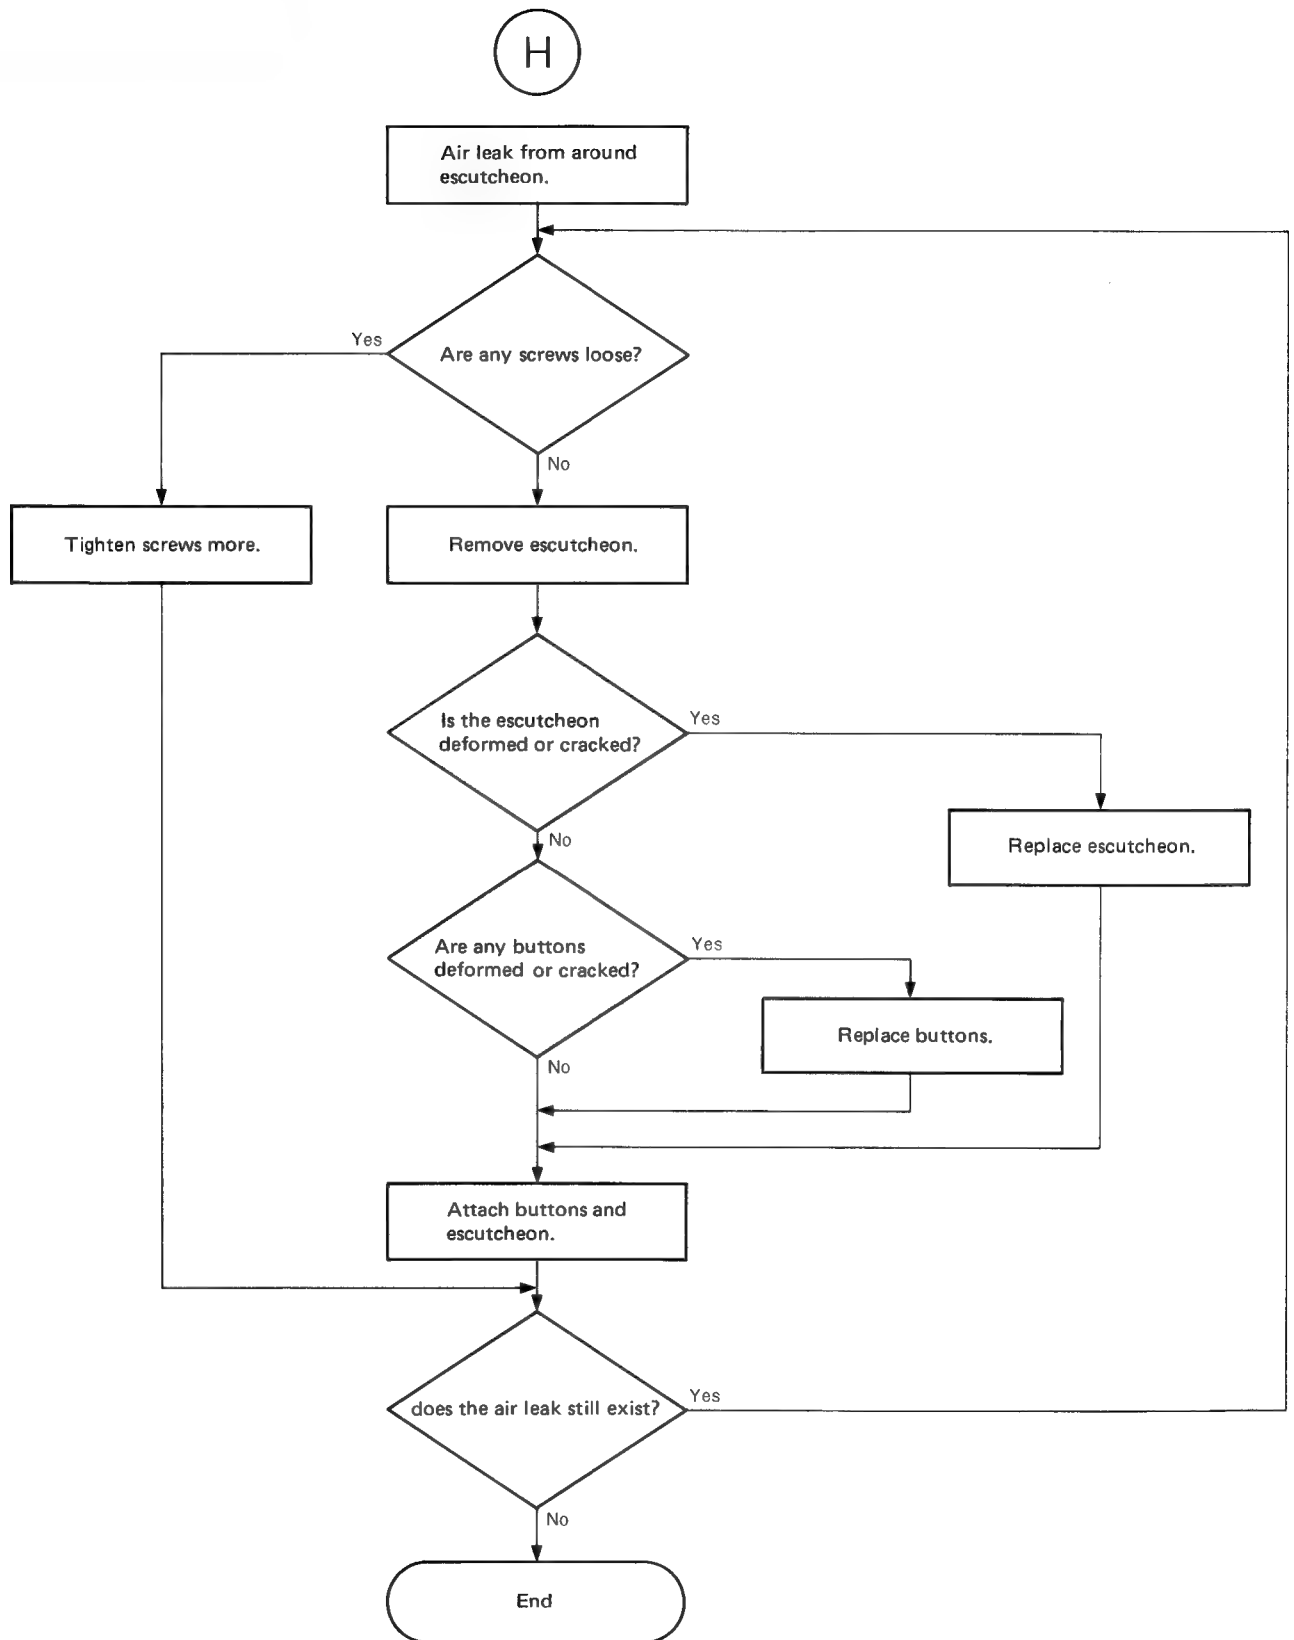 H
Air leak from around
escutcheon.
Yes
Are any screws loose?
No
Tighten screws more.
Remove escutcheon.
Is the escutcheon
deformed or cracked?
Yes
No
Replace escutcheon.
Are any buttons
deformed or cracked?
Yes
Replace buttons.
No
Attach buttons and
escutcheon.
does the air leak still exist?
Yes
No
End